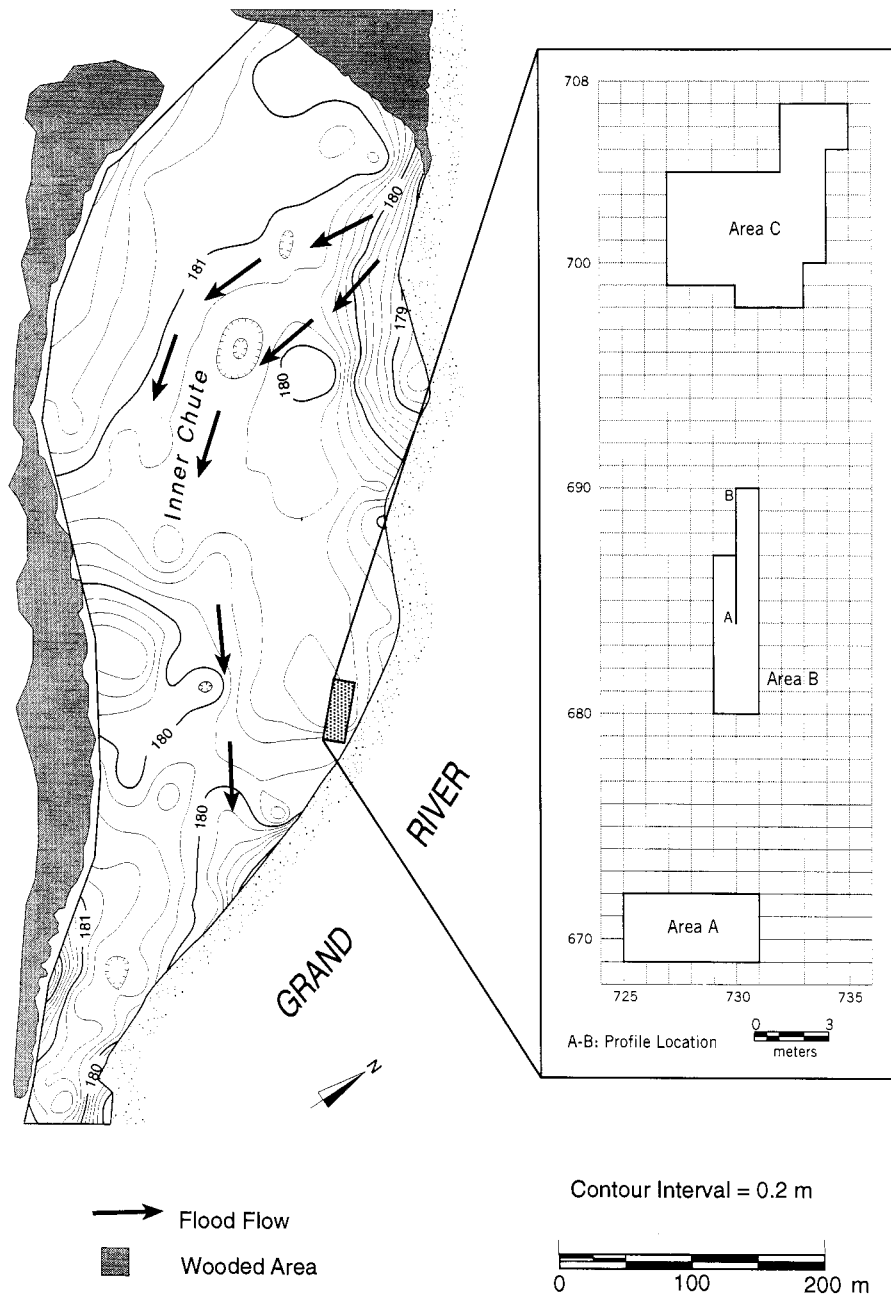 180
181
179
180
Inner Chute
180
180
181
180
GRAND
RIVER
N
708
700
690
680
670
725 730 735
Area C
B
A
Area B
Area A
0 3
meters
A-B: Profile Location
Flood Flow
Wooded Area
Contour Interval = 0.2 m
0 100 200 m